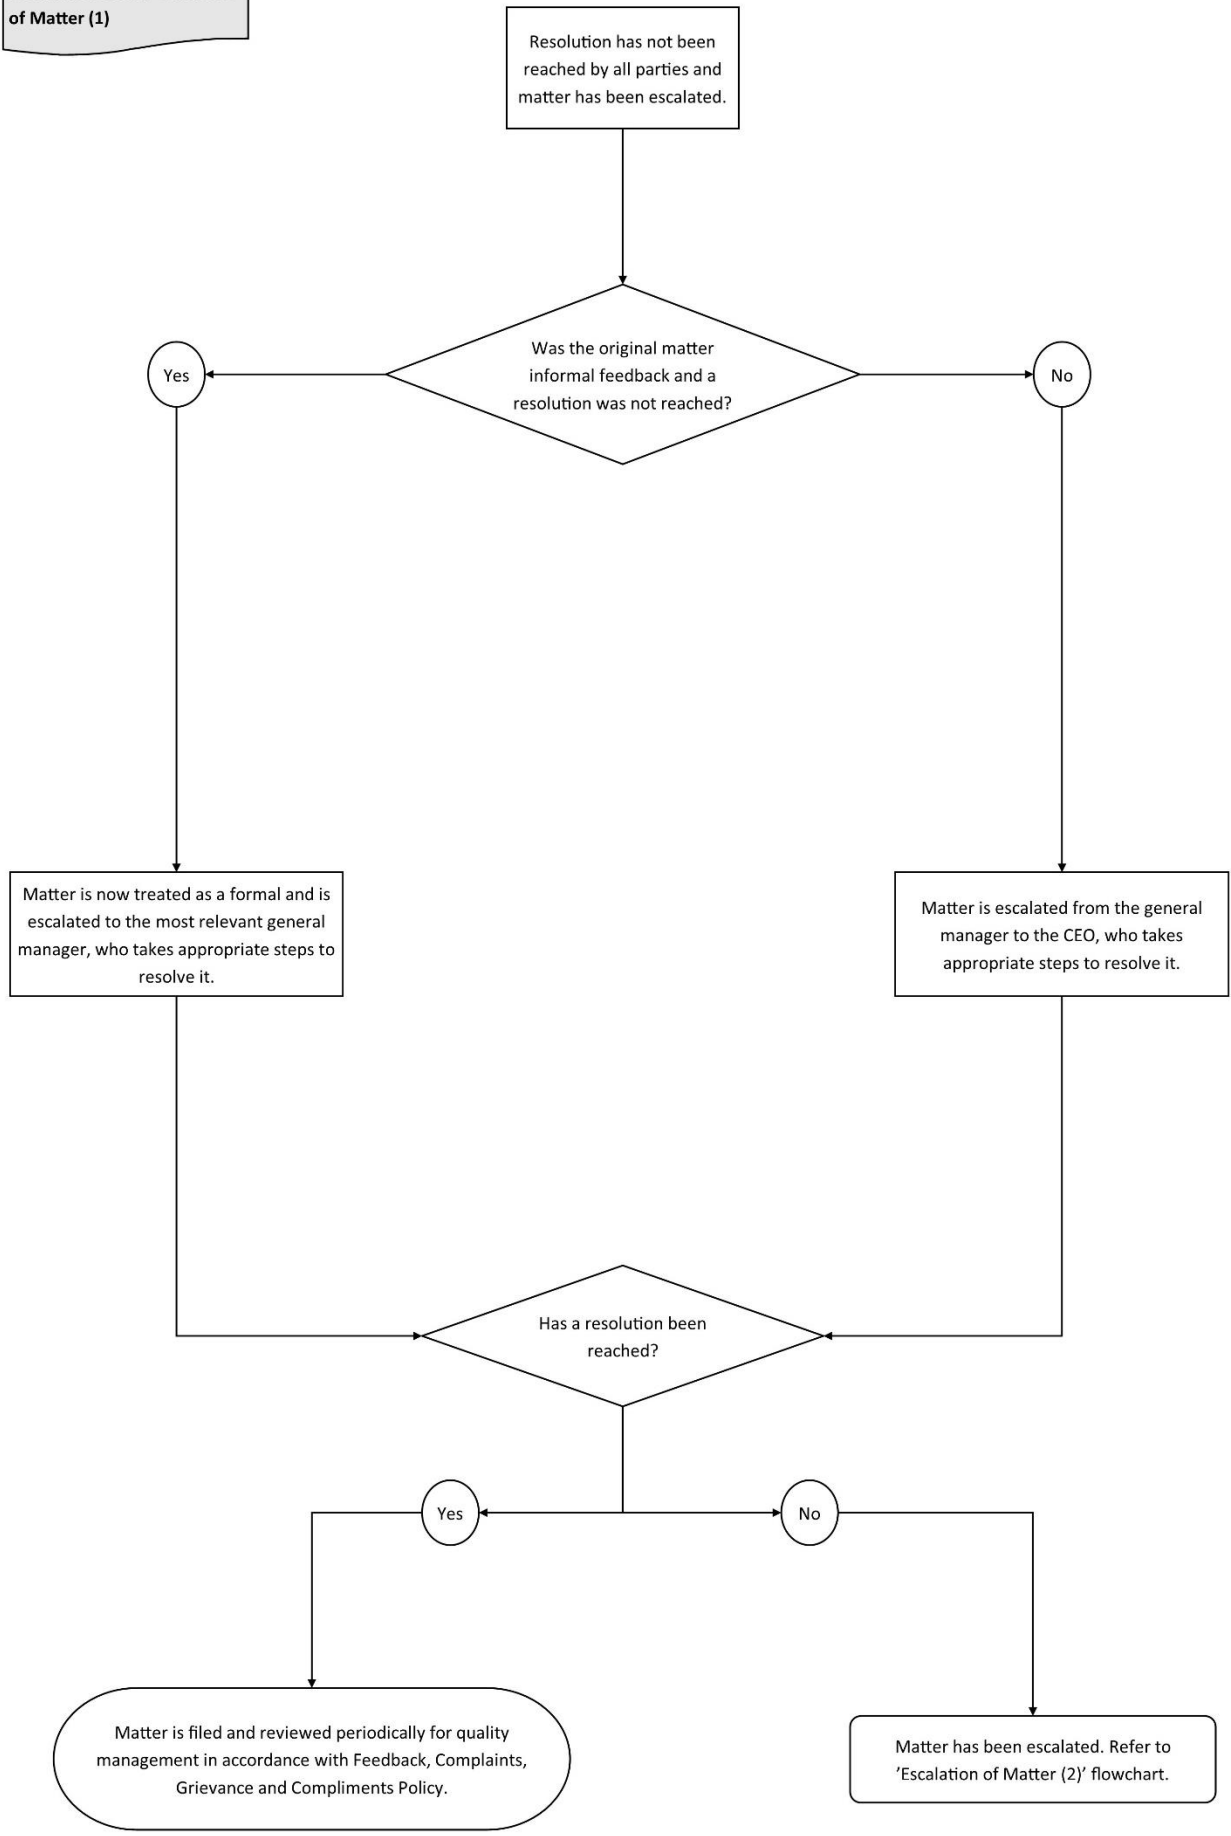 of Matter (1)
Resolution has not been
reached by all parties and
matter has been escalated.
Was the original matter
informal feedback and a
resolution was not reached?
Yes
No
Matter is now treated as a formal and is
escalated to the most relevant general
manager, who takes appropriate steps to
resolve it.
Matter is escalated from the general
manager to the CEO, who takes
appropriate steps to resolve it.
Has a resolution been
reached?
Yes
No
Matter is filed and reviewed periodically for quality
management in accordance with Feedback, Complaints,
Grievance and Compliments Policy.
Matter has been escalated. Refer to
’Escalation of Matter (2)’ flowchart.